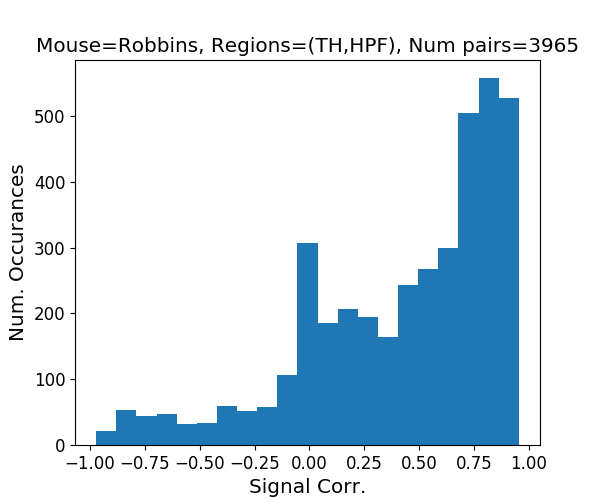 Mouse=Robbins, Regions=(TH,HPF), Num pairs=3965
Num. Occurances
500
400
300
200
100
0
−1.00 −0.75 −0.50 −0.25 0.00 0.25 0.50 0.75 1.00
Signal Corr.